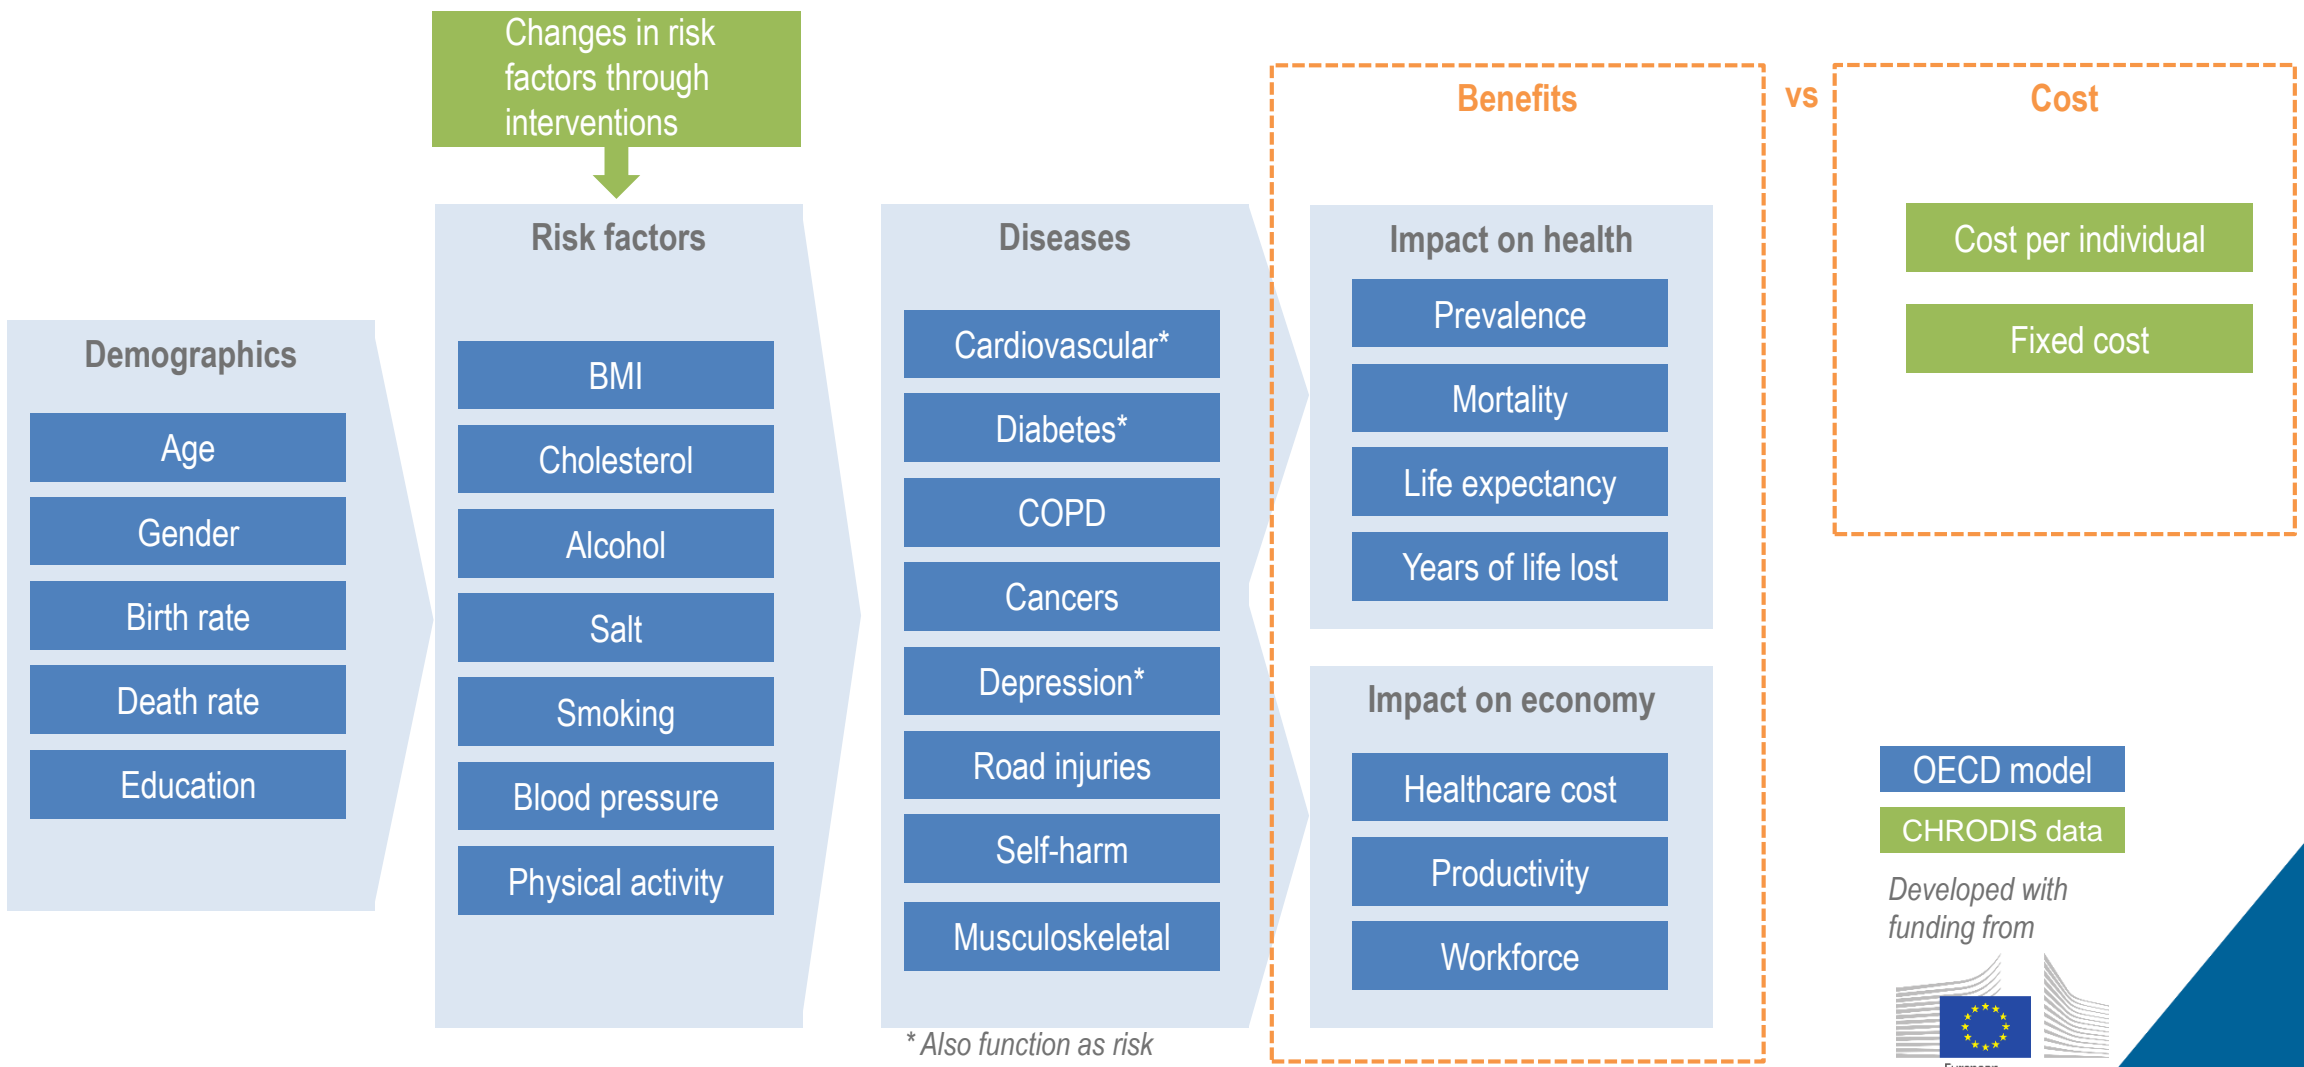 Changes in risk
factors through
interventions
Benefits
vs
Cost
Demographics
Age
Gender
Birth rate
Death rate
Education
Risk factors
BMI
Cholesterol
Alcohol
Salt
Smoking
Blood pressure
Physical activity
Diseases
Cardiovascular*
Diabetes*
COPD
Cancers
Depression*
Road injuries
Self-harm
Musculoskeletal
* Also function as risk
Impact on health
Prevalence
Mortality
Life expectancy
Years of life lost
Impact on economy
Healthcare cost
Productivity
Workforce
Cost per individual
Fixed cost
OECD model
CHRODIS data
Developed with
funding from